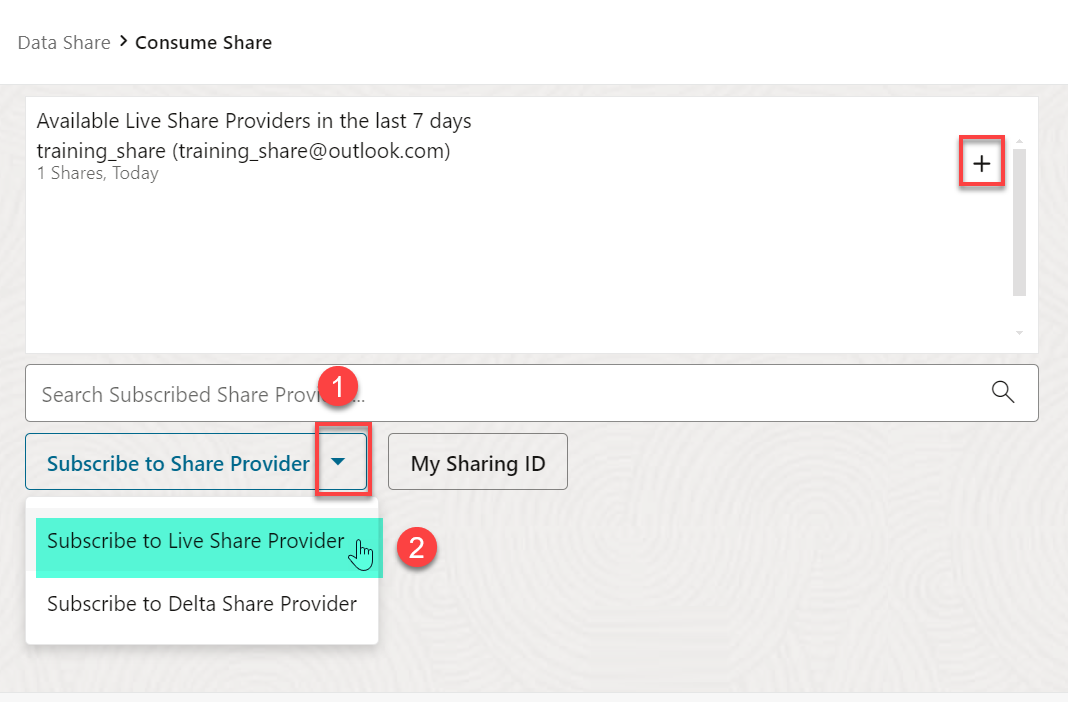 Data Share > Consume Share
Available Live Share Providers in the last 7 days
training_share (training_share@outlook.com)
1 Shares, Today
+
1
Search Subscribed Share Provi...
Subscribe to Share Provider
My Sharing ID
Subscribe to Live Share Provider
2
Subscribe to Delta Share Provider